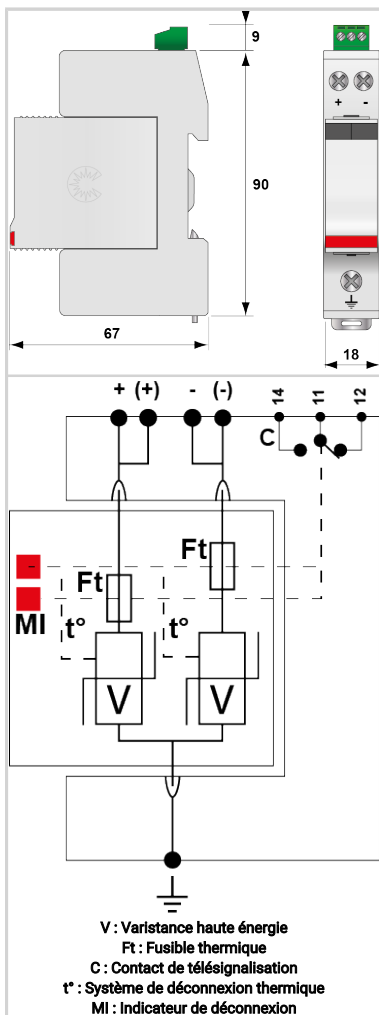 9
+ -
90
67
18
+ (+) - (-) 14 11 12
C
Ft
Ft
MI
t°
t°
V
V
V : Varistance haute énergie
Ft : Fusible thermique
C : Contact de télésignalisation
t° : Système de déconnexion thermique
MI : Indicateur de déconnexion